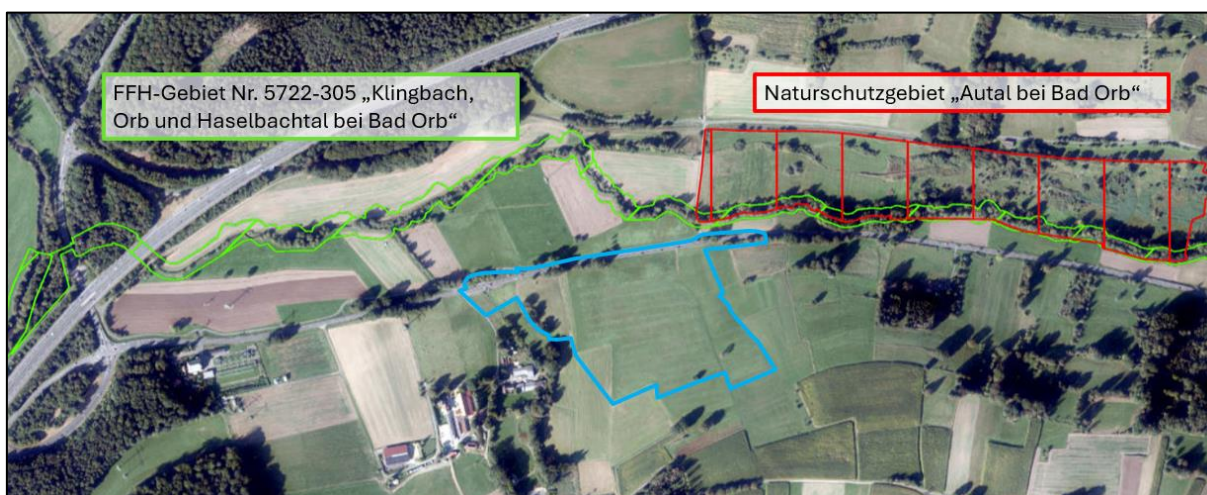 FFH-Gebiet Nr. 5722-305 „Klingbach,
Orb und Haselbachtal bei Bad Orb“
Naturschutzgebiet „Autal bei Bad Orb“